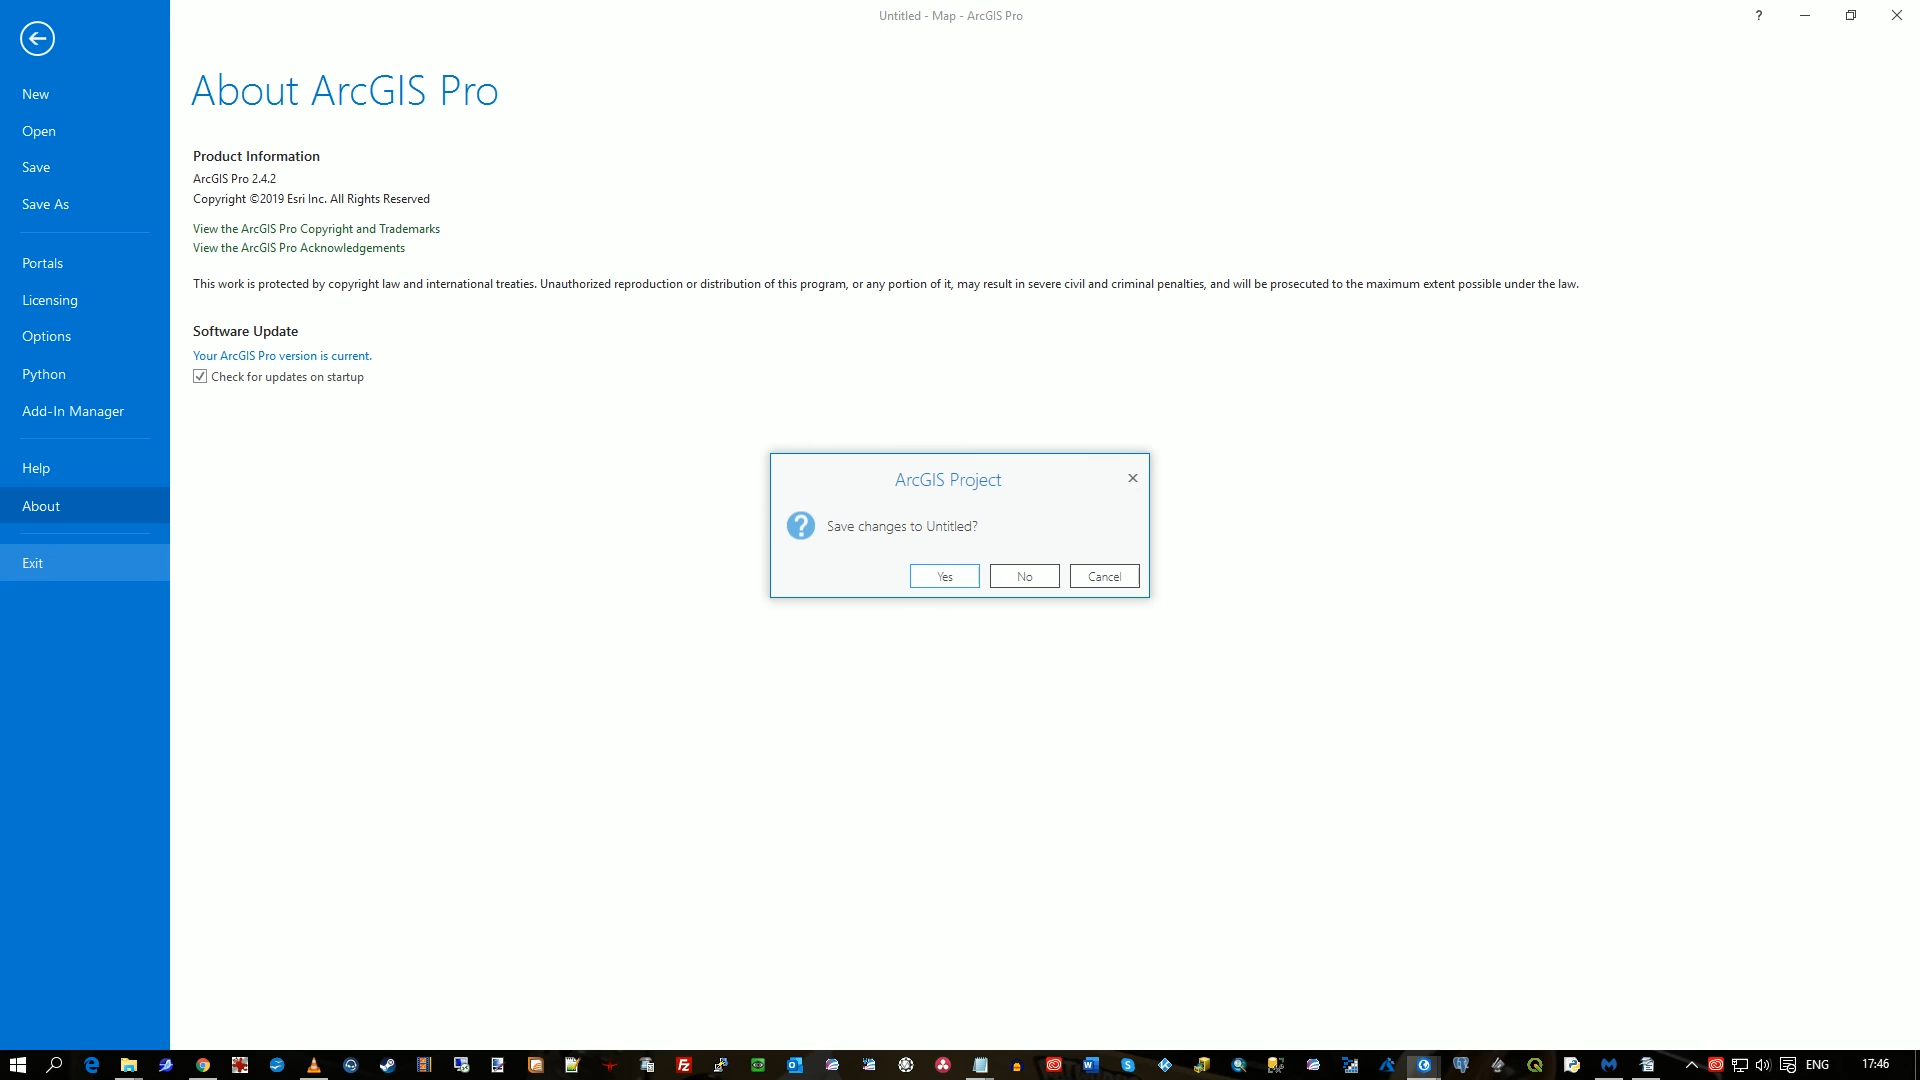 Untitled - Map - ArcGIS Pro
?
New
Open
Save
Save As
Portals
Licensing
Options
Python
Add-In Manager
Help
About
Exit
About ArcGIS Pro
Product Information
ArcGIS Pro 2.4.2
Copyright ©2019 Esri Inc. All Rights Reserved
View the ArcGIS Pro Copyright and Trademarks
View the ArcGIS Pro Acknowledgements
This work is protected by copyright law and international treaties. Unauthorized reproduction or distribution of this program, or any portion of it, may result in severe civil and criminal penalties, and will be prosecuted to the maximum extent possible under the law.
Software Update
Your ArcGIS Pro version is current.
Check for updates on startup
ArcGIS Project
Save changes to Untitled?
Yes No Cancel
ENG 17:46